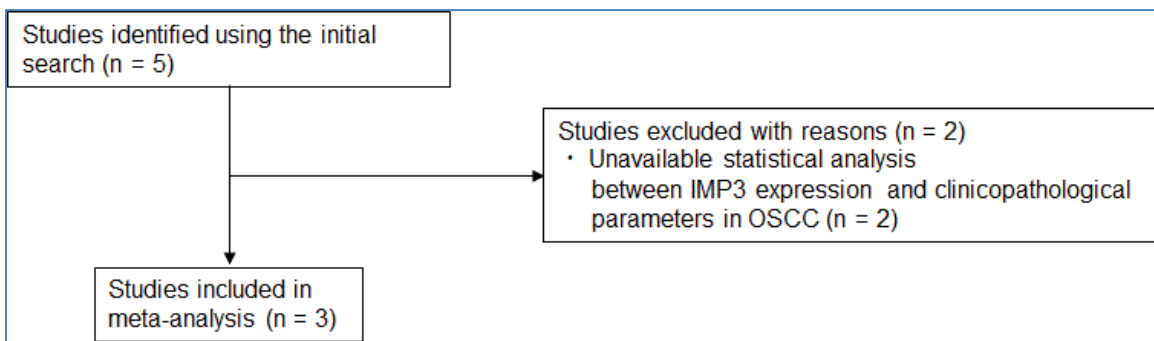 Studies identified using the initial
search (n = 5)
Studies excluded with reasons (n = 2)
・ Unavailable statistical analysis
between IMP3 expression and clinicopathological
parameters in OSCC (n = 2)
Studies included in
meta-analysis (n = 3)